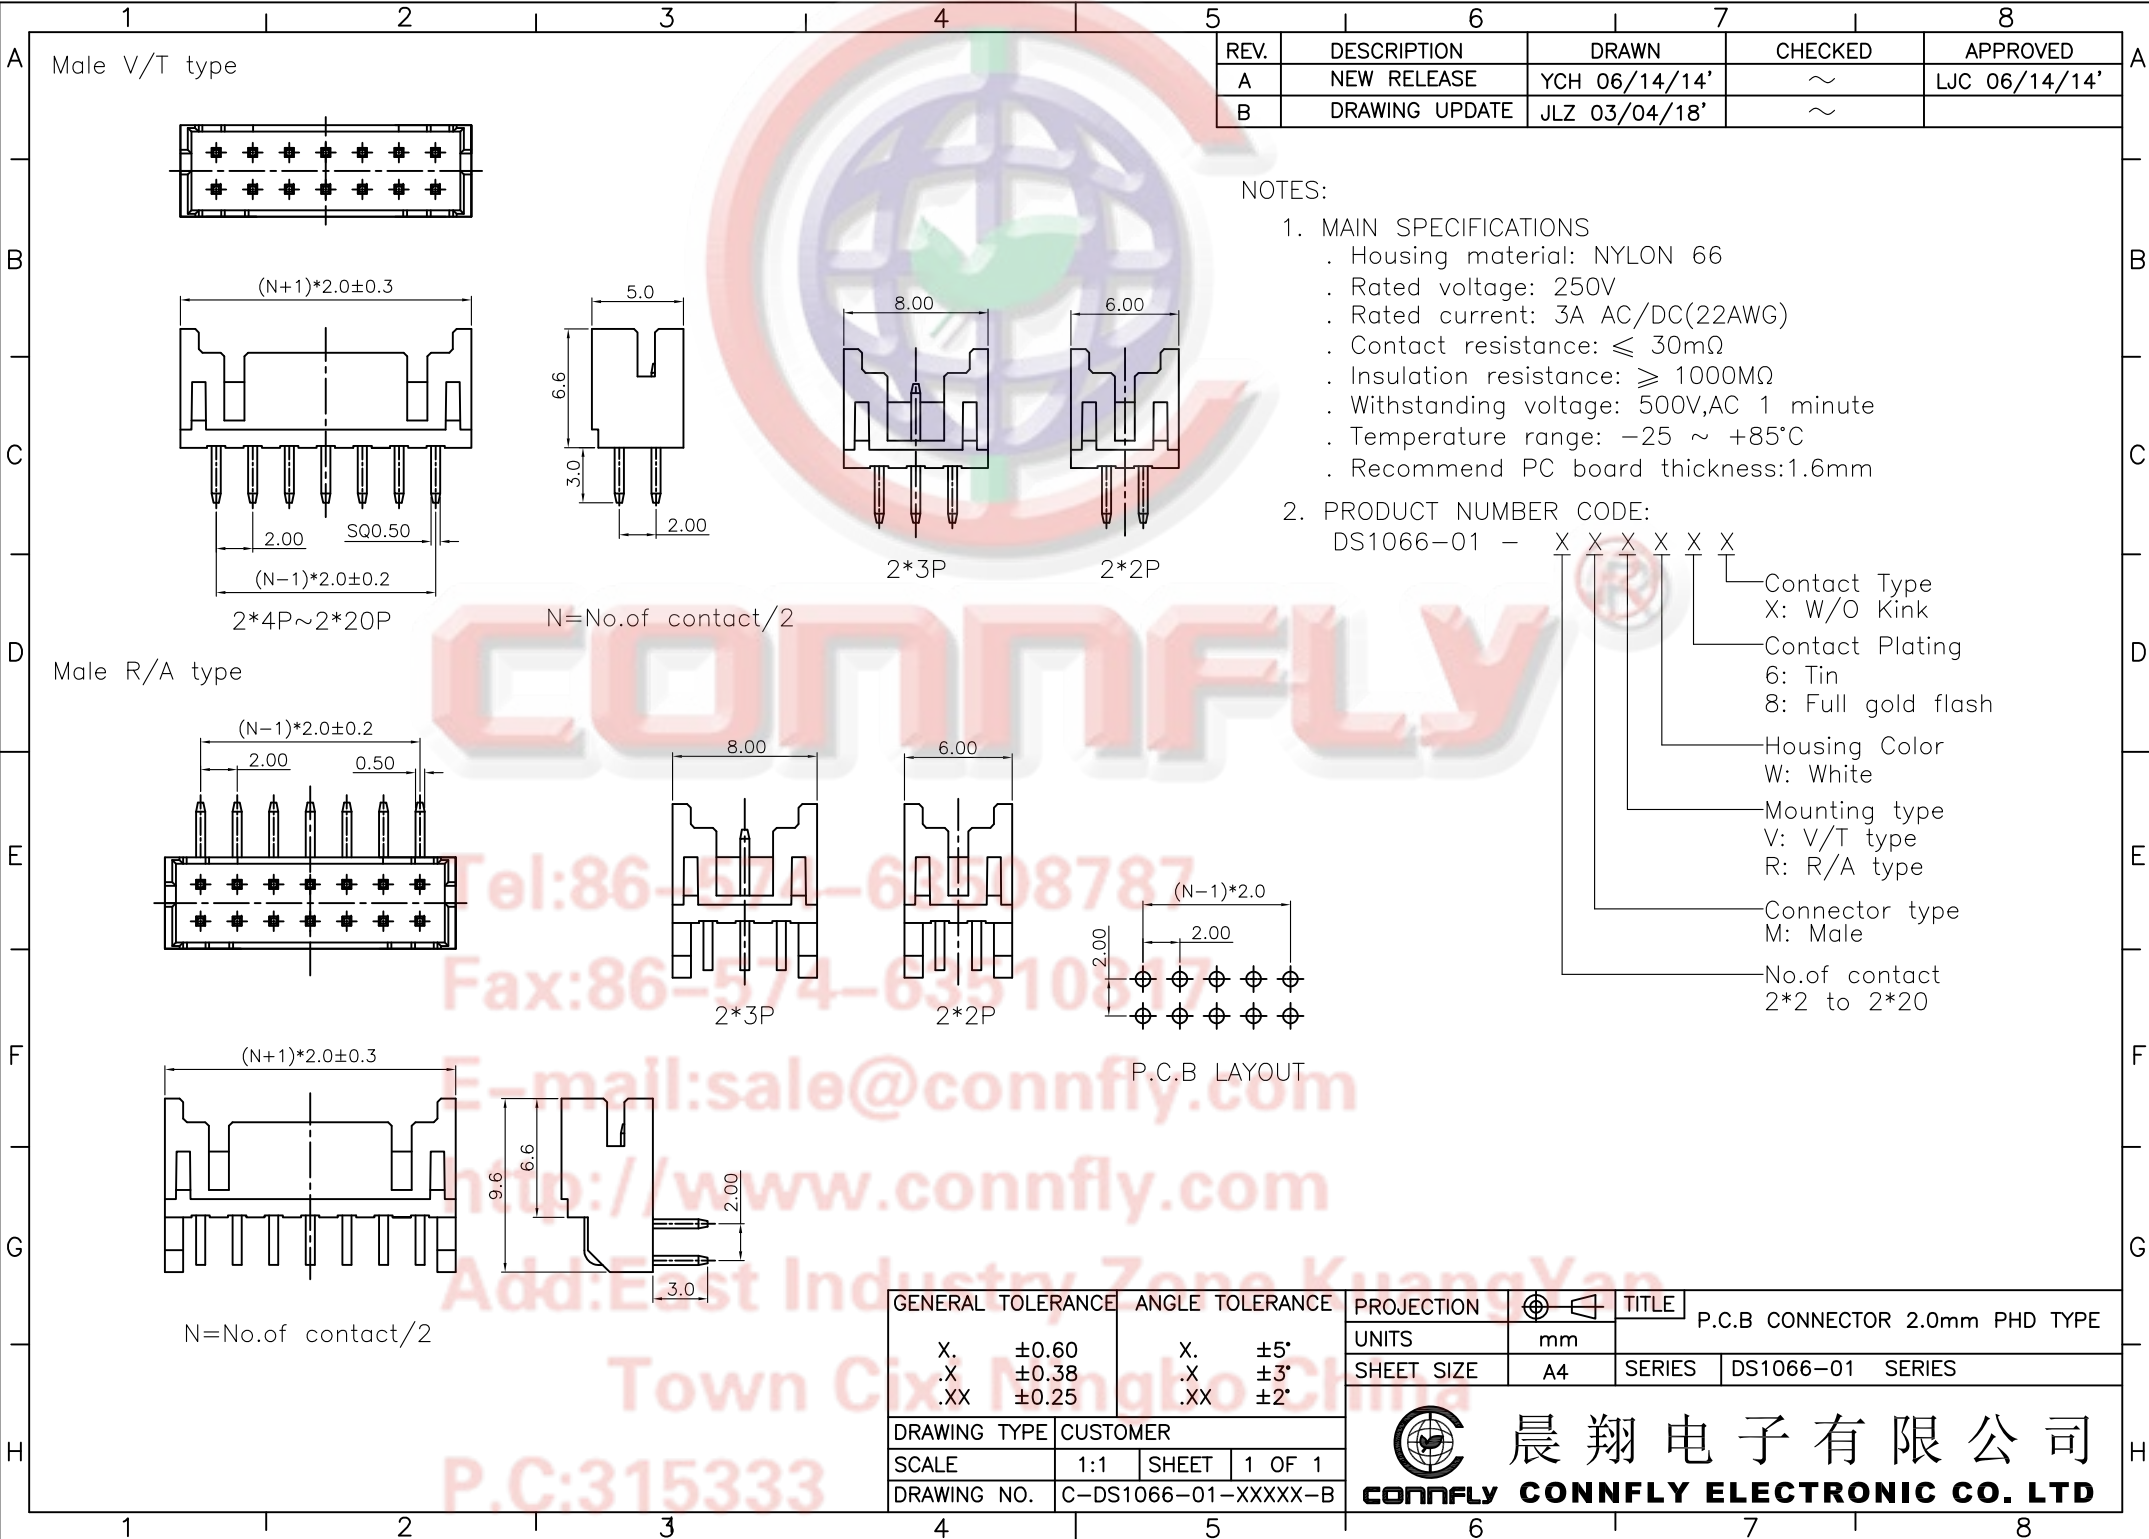 1 2 3 4 5 6 7 8
A A
B B
C C
D D
E E
F F
G G
H H
1 2 3 4 5 6 7 8
REV. DESCRIPTION DRAWN CHECKED APPROVED
A NEW RELEASE YCH 06/14/14' ~ LJC 06/14/14'
B DRAWING UPDATE JLZ 03/04/18' ~
Male V/T type
(N+1)*2.0±0.3
2.00
SQ0.50
(N-1)*2.0±0.2
2*4P~2*20P
5.0
6.6
3.0
2.00
N=No.of contact/2
8.00
2*3P
6.00
2*2P
NOTES:
1. MAIN SPECIFICATIONS
. Housing material: NYLON 66
. Rated voltage: 250V
. Rated current: 3A AC/DC(22AWG)
. Contact resistance: ⩽ 30mΩ
. Insulation resistance: ⩾ 1000MΩ
. Withstanding voltage: 500V,AC 1 minute
. Temperature range: -25 ~ +85°C
. Recommend PC board thickness:1.6mm
2. PRODUCT NUMBER CODE:
DS1066-01 - X X X X X X
Contact Type
X: W/O Kink
Contact Plating
6: Tin
8: Full gold flash
Housing Color
W: White
Mounting type
V: V/T type
R: R/A type
Connector type
M: Male
No.of contact
2*2 to 2*20
Male R/A type
(N-1)*2.0±0.2
2.00
0.50
8.00
2*3P
6.00
2*2P
(N-1)*2.0
2.00
2.00
P.C.B LAYOUT
(N+1)*2.0±0.3
N=No.of contact/2
9.6
6.6
2.00
3.0
CONNFLY ®
Tel:86-574-63508787
Fax:86-574-63510817
E-mail:sale@connfly.com
http://www.connfly.com
Add:East Industry Zone KuangYan
Town Cixi Ningbo China
P.C:315333
GENERAL TOLERANCE ANGLE TOLERANCE
X. ±0.60 X. ±5°
.X ±0.38 .X ±3°
.XX ±0.25 .XX ±2°
DRAWING TYPE CUSTOMER
SCALE 1:1 SHEET 1 OF 1
DRAWING NO. C-DS1066-01-XXXXX-B
PROJECTION TITLE P.C.B CONNECTOR 2.0mm PHD TYPE
UNITS mm
SHEET SIZE A4 SERIES DS1066-01 SERIES
晨翔电子有限公司
CONNFLY CONNFLY ELECTRONIC CO. LTD